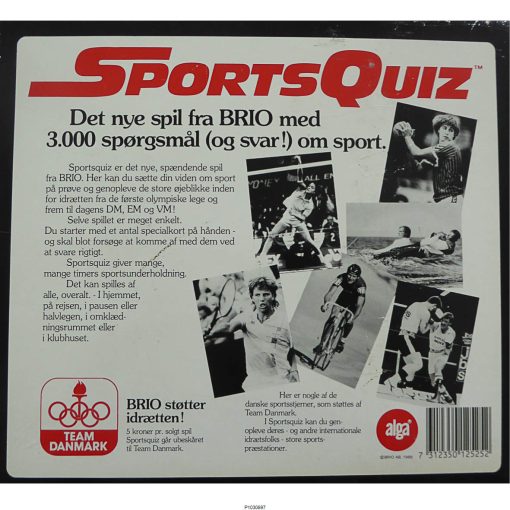 SPORTSQUIZ™
Det nye spil fra BRIO med
3.000 spørgsmål (og svar!) om sport.
Sportsquiz er det nye, spændende spil
fra BRIO. Her kan du sætte din viden om sport
på prøve og genopleve de store øjeblikke inden
for idrætten fra de første olympiske lege og
frem til dagens DM, EM og VM!
Selve spillet er meget enkelt.
Du starter med et antal specialkort på hånden -
og skal blot forsøge at komme af med dem ved
at svare rigtigt.
Sportsquiz giver mange,
mange timers sportsunderholdning.
Det kan spilles af
alle, overalt. - I hjemmet,
på rejsen, i pausen eller
halvlegen, i omklæd-
ningsrummet eller
i klubhuset.
TEAM
DANMARK
BRIO støtter
idrætten!
5 kroner pr. solgt spil
Sportsquiz går ubeskåret
til Team Danmark.
Her er nogle af de
danske sportsstjerner, som støttes af
Team Danmark.
I Sportsquiz kan du gen-
opleve deres - og andre internationale
idrætsfolks - store sports-
præstationer.
alga
©BRIO AB, 1986
7 312350 125252
P1030997